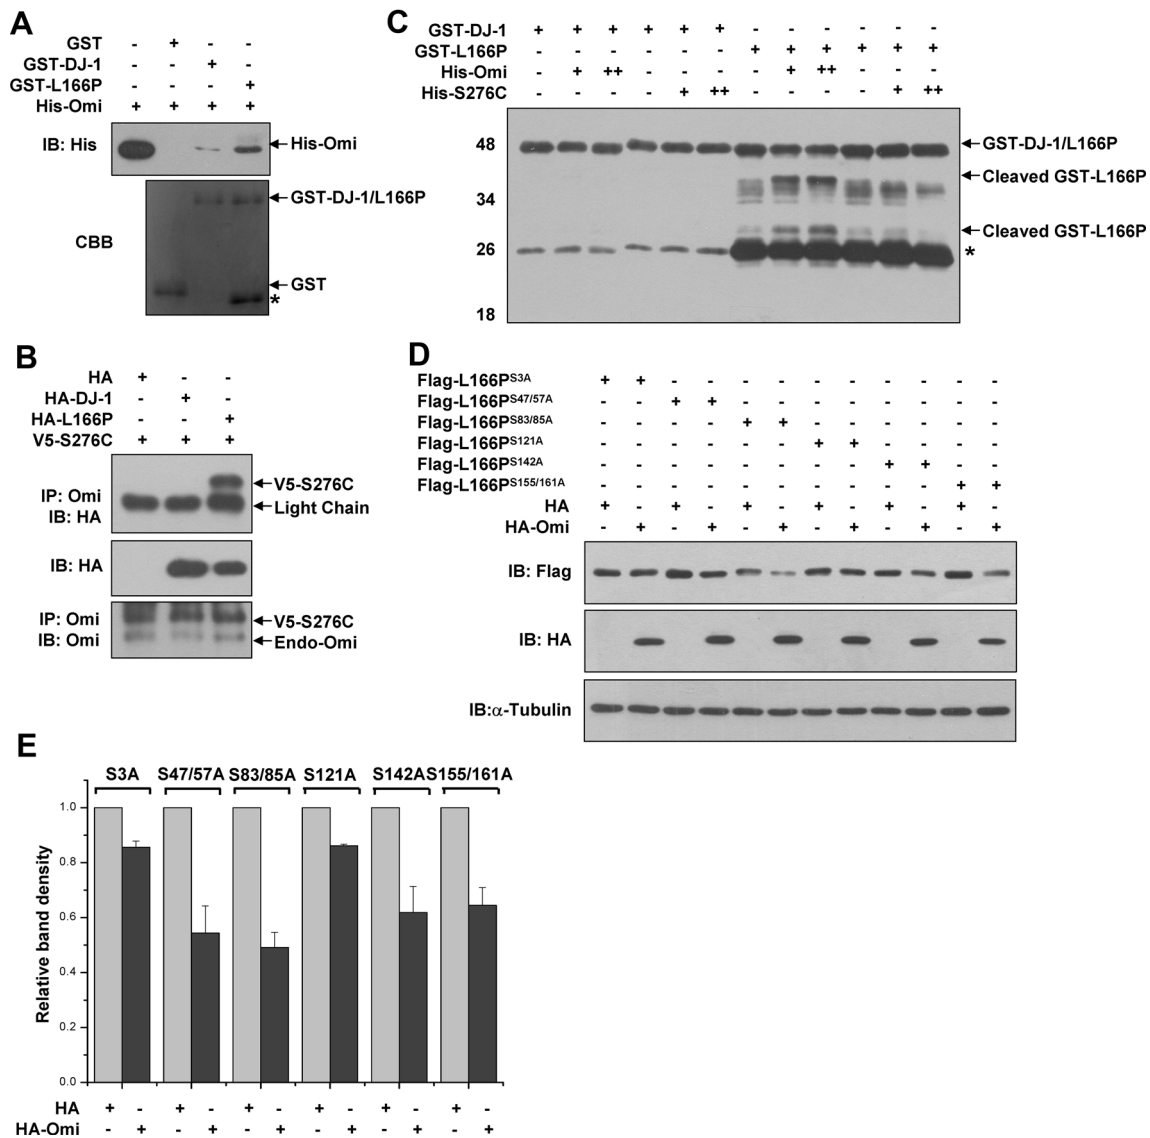 A
GST - + - -
GST-DJ-1 - - + -
GST-L166P - - - +
His-Omi + + + +
IB: His
His-Omi
GST-DJ-1/L166P
CBB
GST
*
B
HA + - -
HA-DJ-1 - + -
HA-L166P - - +
V5-S276C + + +
IP: Omi
IB: HA
V5-S276C
Light Chain
IB: HA
IP: Omi
IB: Omi
V5-S276C
Endo-Omi
C
GST-DJ-1 + + + + + + - - - - - -
GST-L166P - - - - - - + + + + + +
His-Omi - + ++ - - - - + ++ - - -
His-S276C - - - - + ++ - - - - + ++
48
34
26
18
GST-DJ-1/L166P
Cleaved GST-L166P
Cleaved GST-L166P
*
D
Flag-L166PS3A + + - - - - - - - - - -
Flag-L166PS47/57A - - + + - - - - - - - -
Flag-L166PS83/85A - - - - + + - - - - - -
Flag-L166PS121A - - - - - - + + - - - -
Flag-L166PS142A - - - - - - - - + + - -
Flag-L166PS155/161A - - - - - - - - - - + +
HA + - + - + - + - + - + -
HA-Omi - + - + - + - + - + - +
IB: Flag
IB: HA
IB:α-Tubulin
E
S3A S47/57A S83/85A S121A S142A S155/161A
Relative band density
1.0
0.8
0.6
0.4
0.2
0.0
HA + - + - + - + - + - + -
HA-Omi - + - + - + - + - + - +